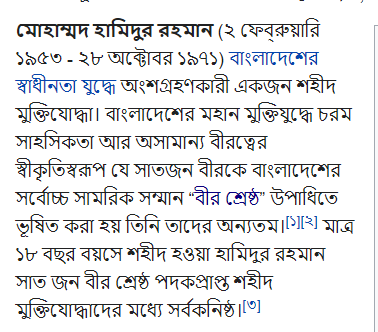 মোহাম্মদ হামিদুর রহমান (২ ফেব্রুয়ারি
১৯৫৩ - ২৮ অক্টোবর ১৯৭১) বাংলাদেশের
স্বাধীনতা যুদ্ধে অংশগ্রহণকারী একজন শহীদ
মুক্তিযোদ্ধা। বাংলাদেশের মহান মুক্তিযুদ্ধে চরম
সাহসিকতা আর অসামান্য বীরত্বের
স্বীকৃতিস্বরূপ যে সাতজন বীরকে বাংলাদেশের
সর্বোচ্চ সামরিক সম্মান “বীর শ্রেষ্ঠ” উপাধিতে
ভূষিত করা হয় তিনি তাদের অন্যতম।[১][২] মাত্র
১৮ বছর বয়সে শহীদ হওয়া হামিদুর রহমান
সাত জন বীর শ্রেষ্ঠ পদকপ্রাপ্ত শহীদ
মুক্তিযোদ্ধাদের মধ্যে সর্বকনিষ্ঠ।[৩]